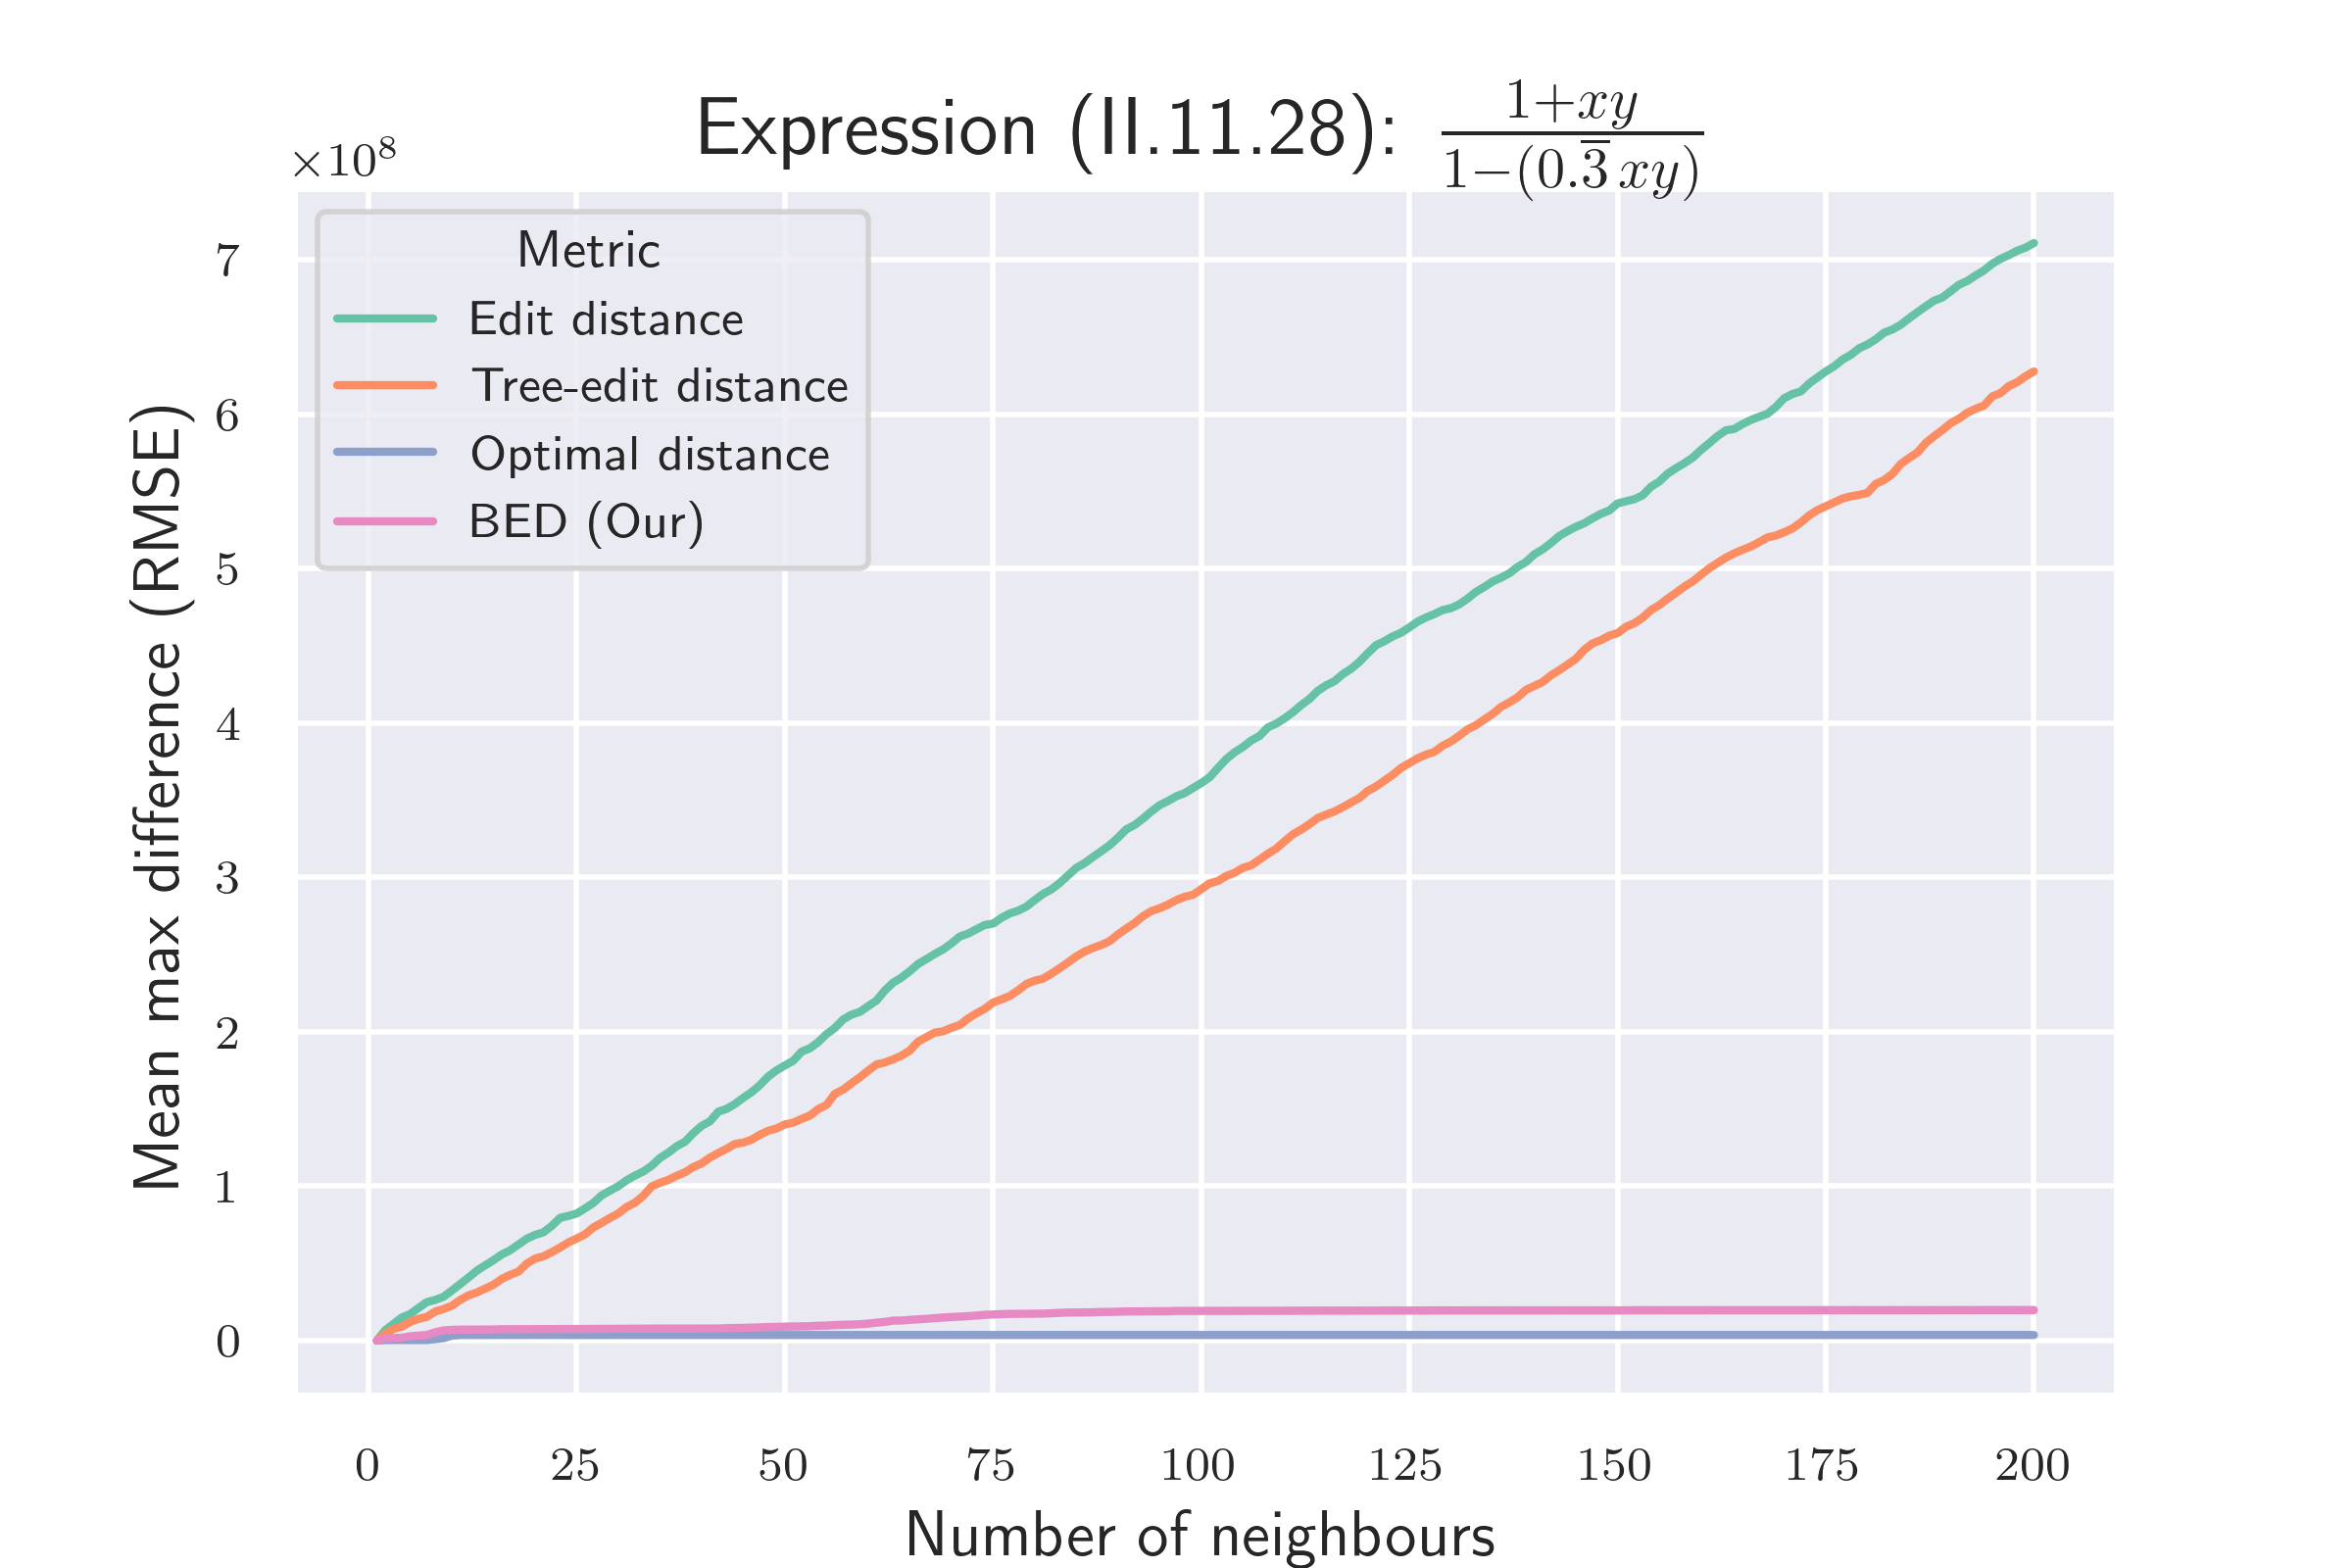 Expression (II.11.28): $\frac{1+xy}{1-(0.\overline{3}\,xy)}$
×10⁸
Metric
Edit distance
Tree-edit distance
Optimal distance
BED (Our)
Mean max difference (RMSE)
7
6
5
4
3
2
1
0
0 25 50 75 100 125 150 175 200
Number of neighbours